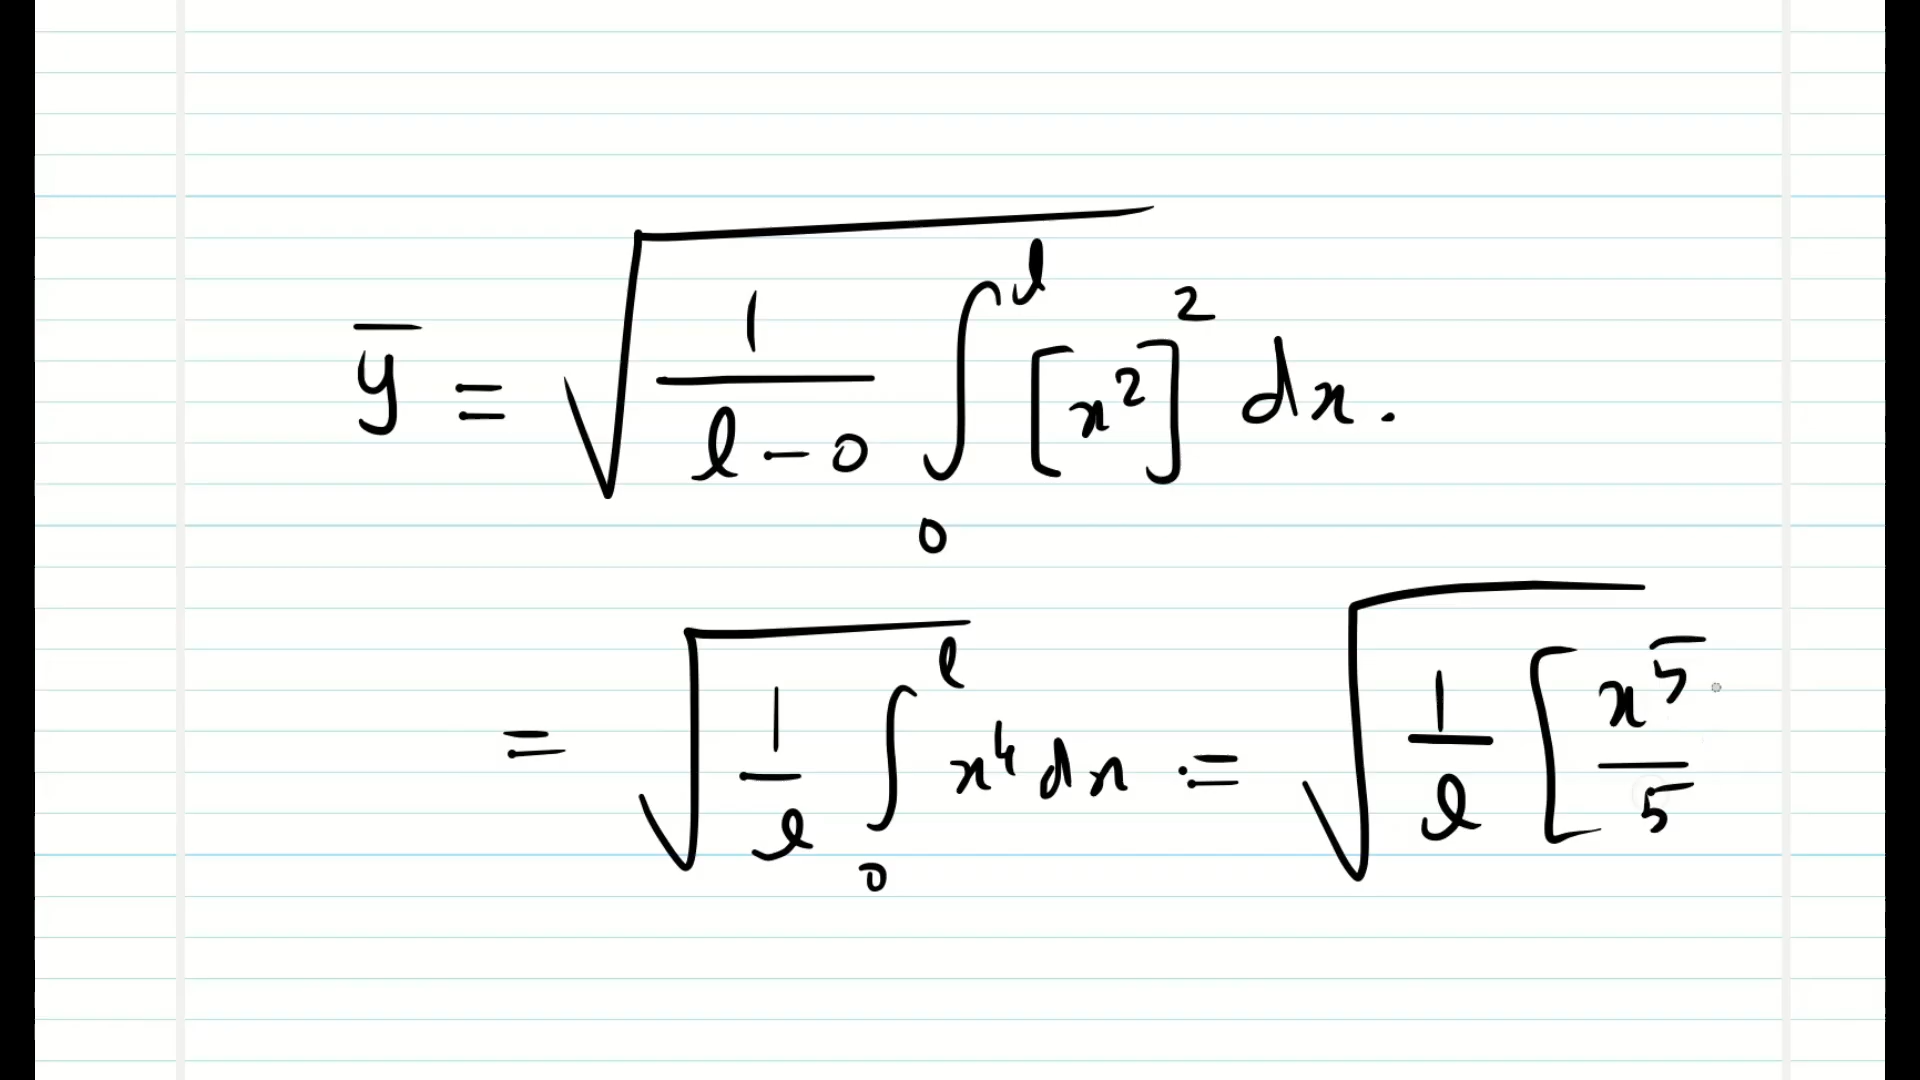 y̅ = √(1/(l-0) ∫₀ˡ [x²]² dx.
= √(1/l ∫₀ˡ x⁴ dx .= √(1/l [x⁵/5